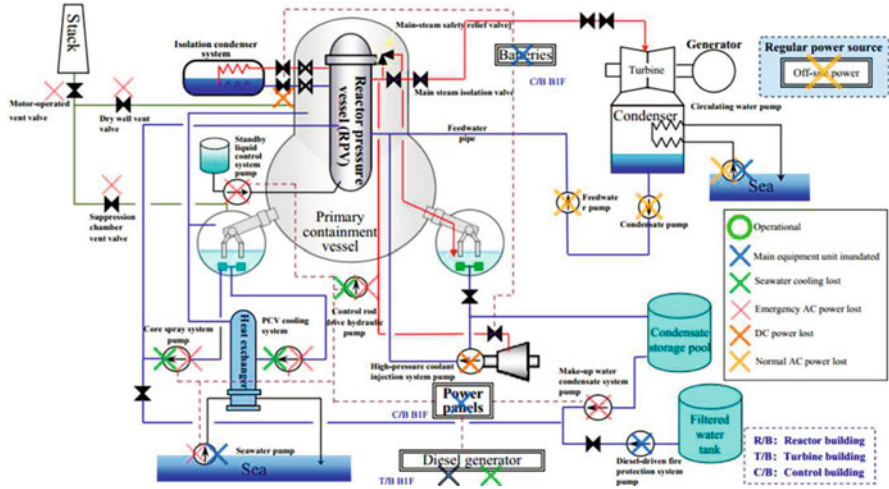 Stack
Motor-operated
vent valve
Dry well vent
valve
Suppression
chamber
vent valve
Isolation condenser
system
Standby
liquid
control
system
pump
Reactor pressure
vessel (RPV)
Primary
containment
vessel
Main-steam safety relief valve]
Main steam isolation valve
Feedwater
pipe
Batteries
C/B B1F
Turbine
Generator
Condenser
Circulating water pump
Sea
Regular power source
Off-site power
Feedwate
r pump
Condensate pump
Operational
Main equipment unit inundated
Seawater cooling lost
Emergency AC power lost
DC power lost
Normal AC power lost
Control rod
drive hydraulic
pump
Core spray system
pump
PCV cooling
system
Heat exchanger
Seawater pump
Sea
High-pressure coolant
injection system pump
Power
panels
C/B B1F
Diesel generator
T/B B1F
Make-up water
condensate system
pump
Condensate
storage pool
Filtered
water
tank
Diesel-driven fire
protection system
pump
R/B: Reactor building
T/B: Turbine building
C/B: Control building